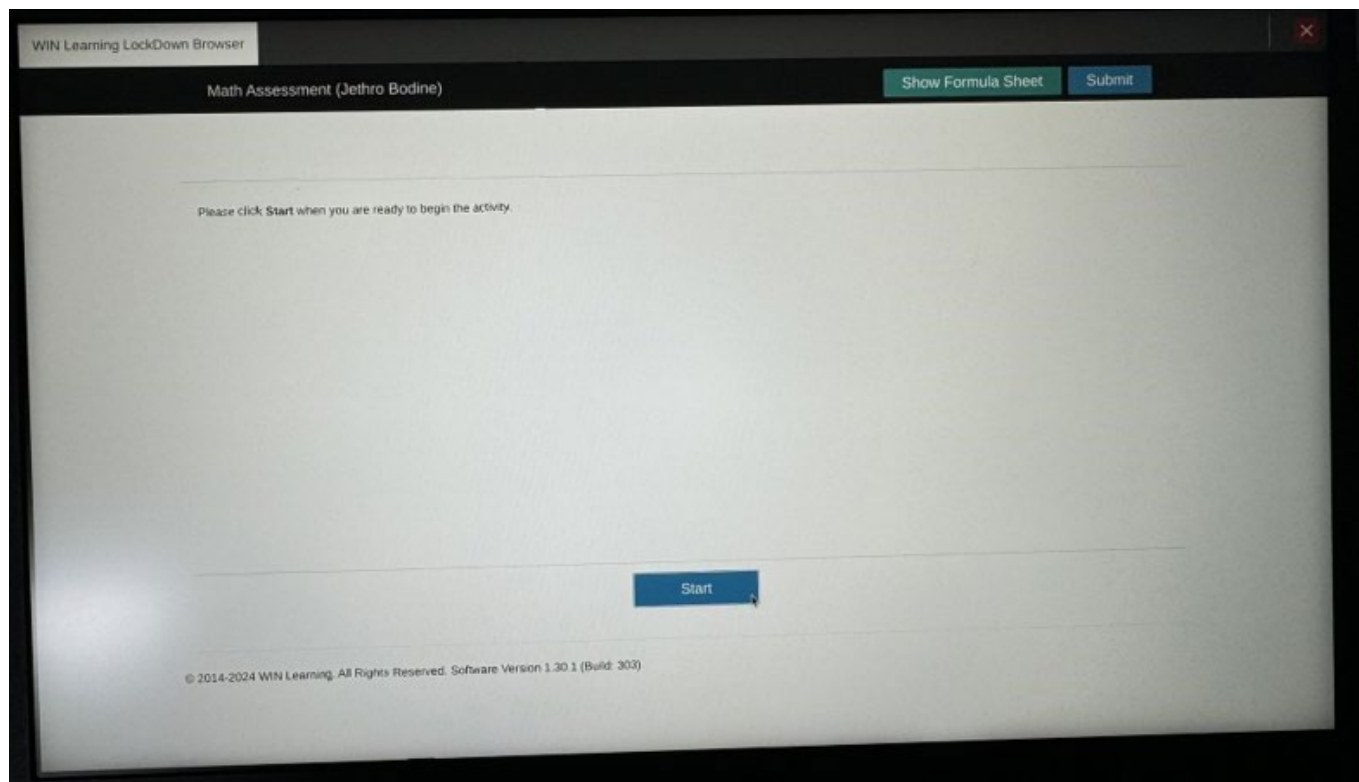 WIN Learning LockDown Browser
Math Assessment (Jethro Bodine)
Show Formula Sheet
Submit
Please click Start when you are ready to begin the activity.
Start
© 2014-2024 WIN Learning. All Rights Reserved. Software Version 1.30.1 (Build: 303)